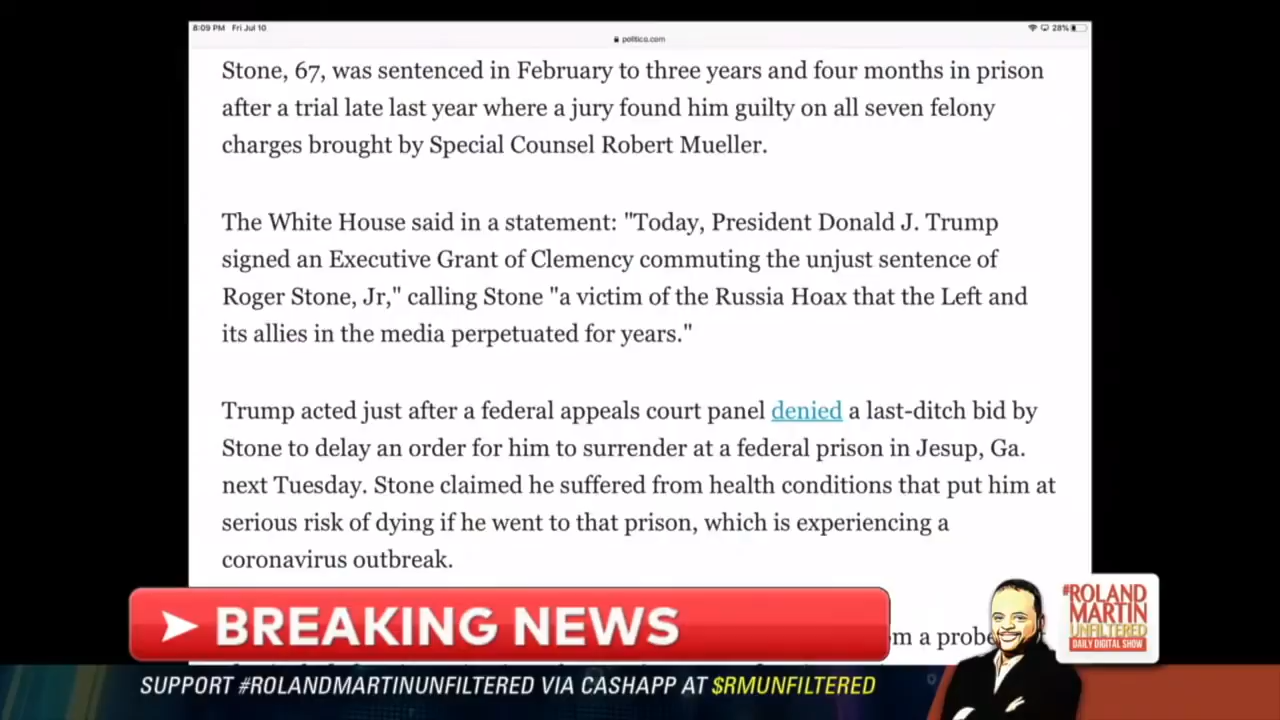 8:09 PM Fri Jul 10
politico.com
28%
Stone, 67, was sentenced in February to three years and four months in prison
after a trial late last year where a jury found him guilty on all seven felony
charges brought by Special Counsel Robert Mueller.
The White House said in a statement: "Today, President Donald J. Trump
signed an Executive Grant of Clemency commuting the unjust sentence of
Roger Stone, Jr," calling Stone "a victim of the Russia Hoax that the Left and
its allies in the media perpetuated for years."
Trump acted just after a federal appeals court panel denied a last-ditch bid by
Stone to delay an order for him to surrender at a federal prison in Jesup, Ga.
next Tuesday. Stone claimed he suffered from health conditions that put him at
serious risk of dying if he went to that prison, which is experiencing a
coronavirus outbreak.
a probe
BREAKING NEWS
#ROLAND
MARTIN
UNFILTERED
DAILY DIGITAL SHOW
SUPPORT #ROLANDMARTINUNFILTERED VIA CASHAPP AT $RMUNFILTERED